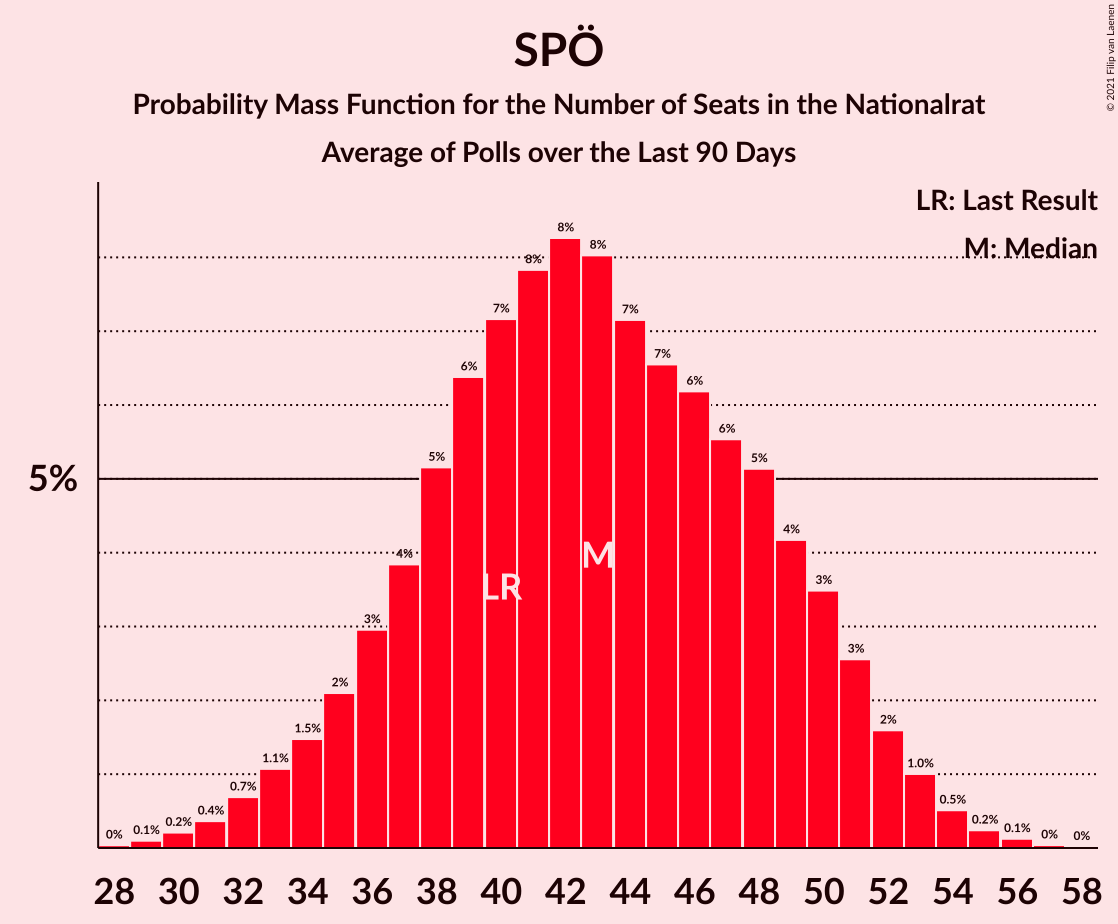 SPÖ
Probability Mass Function for the Number of Seats in the Nationalrat
Average of Polls over the Last 90 Days
© 2021 Filip van Laenen
LR: Last Result
M: Median
5%
0% 0.1% 0.2% 0.4% 0.7% 1.1% 1.5% 2% 3% 4% 5% 6% 7% 8% 8% 8% 7% 7% 6% 6% 5% 4% 3% 3% 2% 1.0% 0.5% 0.2% 0.1% 0% 0%
LR M
28 30 32 34 36 38 40 42 44 46 48 50 52 54 56 58